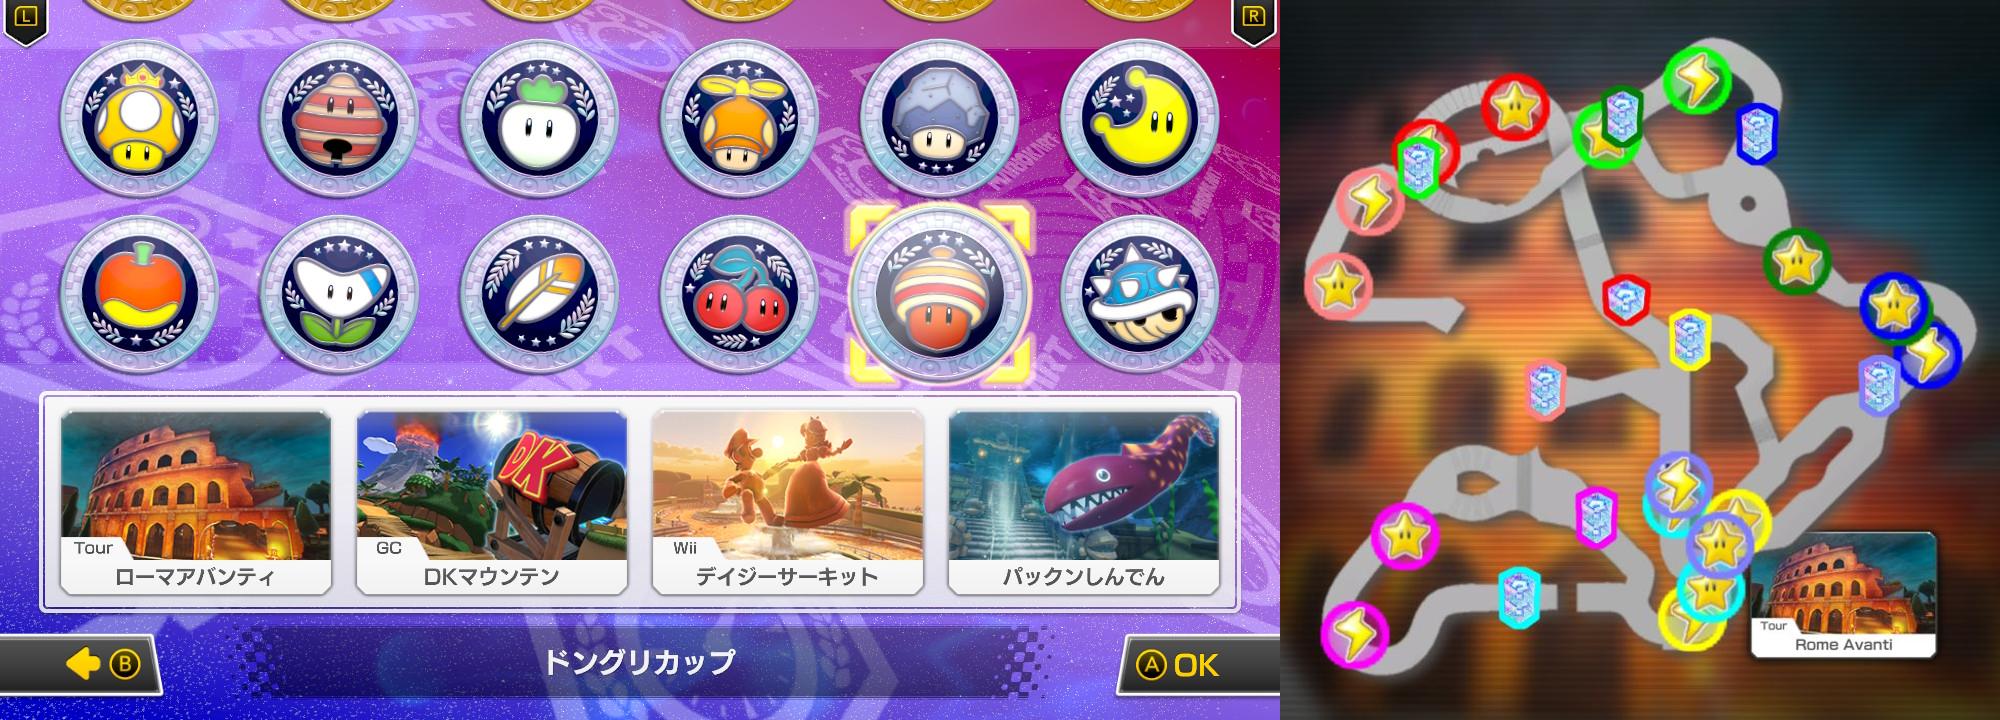 L
R
MARIOKART
DK
Tour
ローマアバンティ
GC
DKマウンテン
Wii
デイジーサーキット
パックンしんでん
B
ドングリカップ
A OK
Tour
Rome Avanti